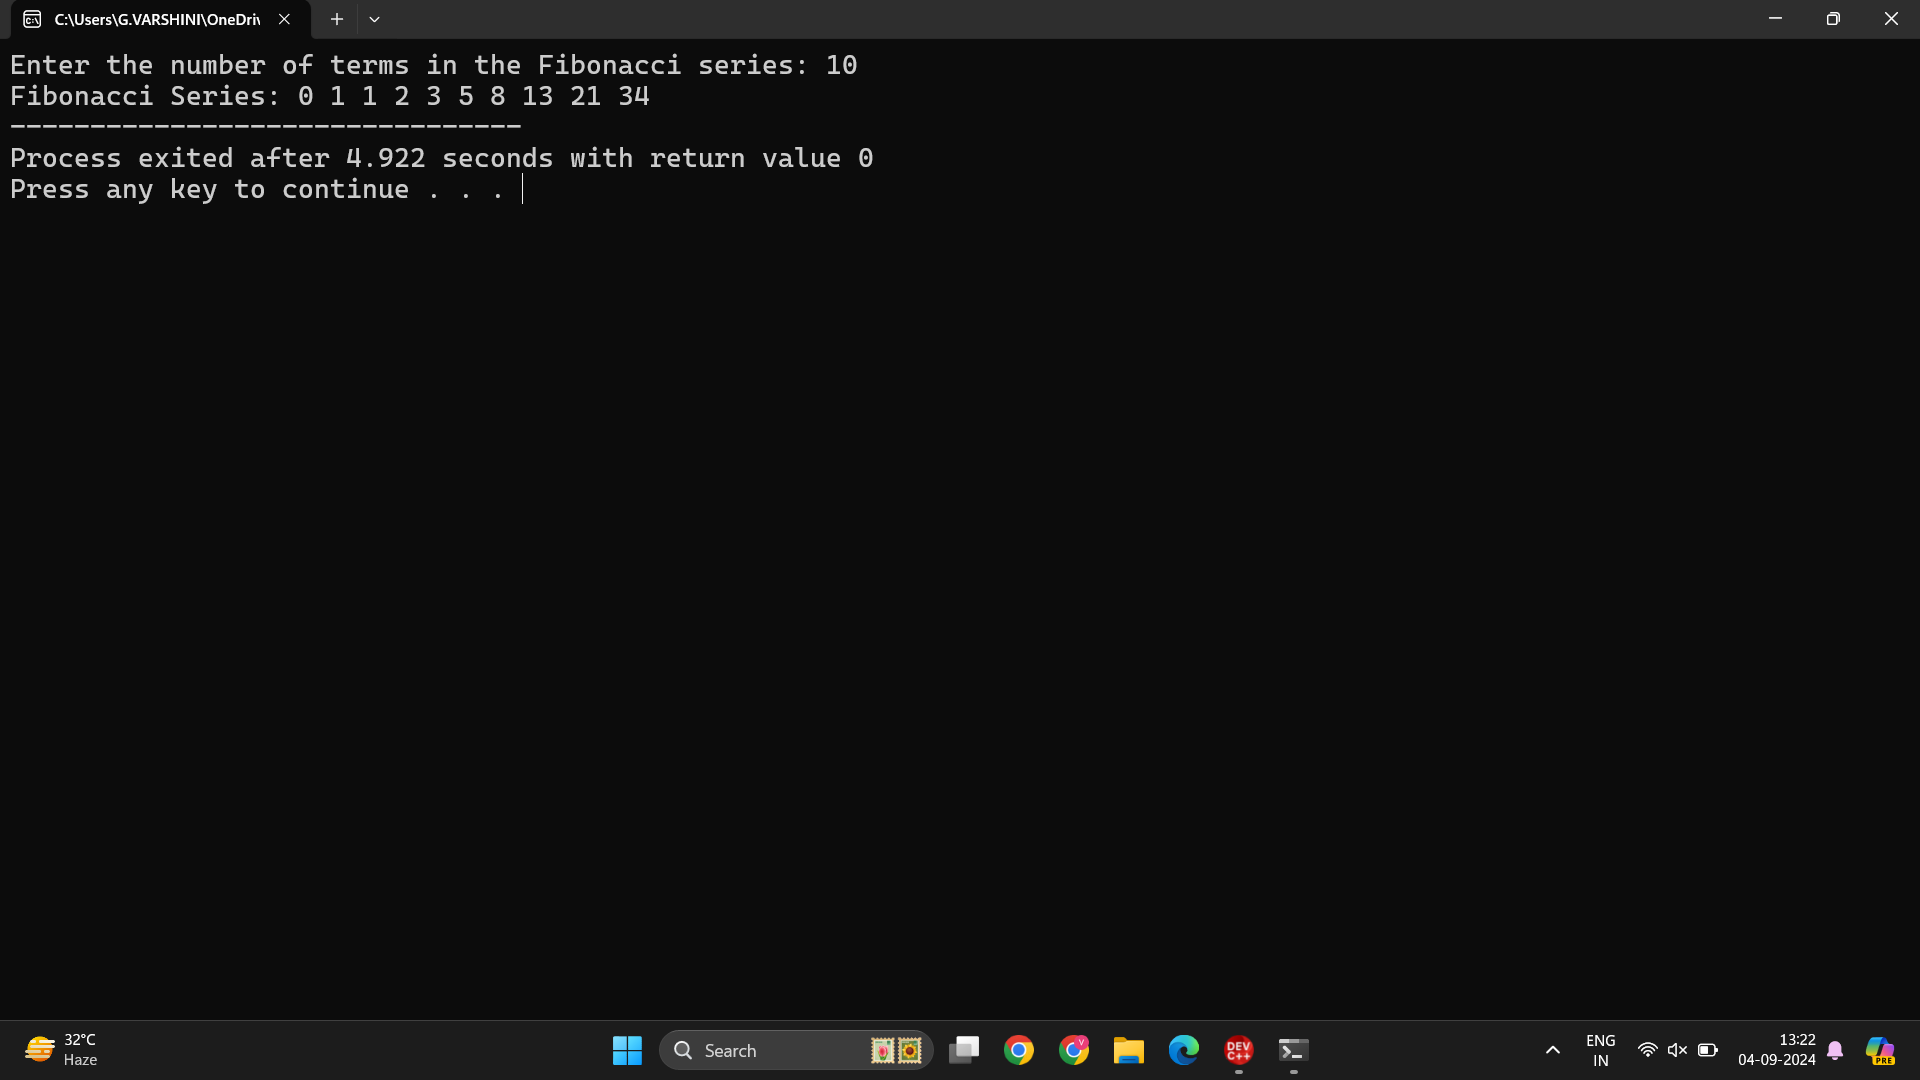 C:\Users\G.VARSHINI\OneDriv
Enter the number of terms in the Fibonacci series: 10
Fibonacci Series: 0 1 1 2 3 5 8 13 21 34
--------------------------------
Process exited after 4.922 seconds with return value 0
Press any key to continue . . .
32°C
Haze
Search
V
DEV
C++
ENG
IN
13:22
04-09-2024
PRE